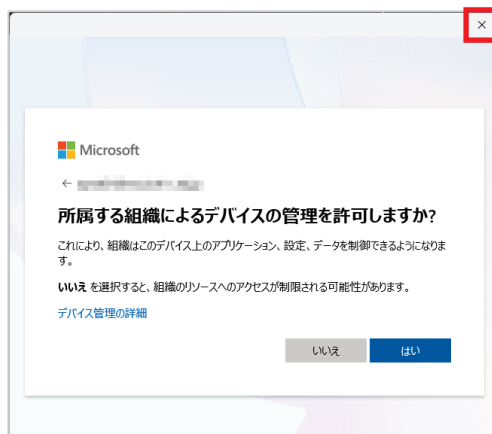 Microsoft
所属する組織によるデバイスの管理を許可しますか?
これにより、組織はこのデバイス上のアプリケーション、設定、データを制御できるようになりま
す。
いいえ を選択すると、組織のリソースへのアクセスが制限される可能性があります。
デバイス管理の詳細
いいえ
はい